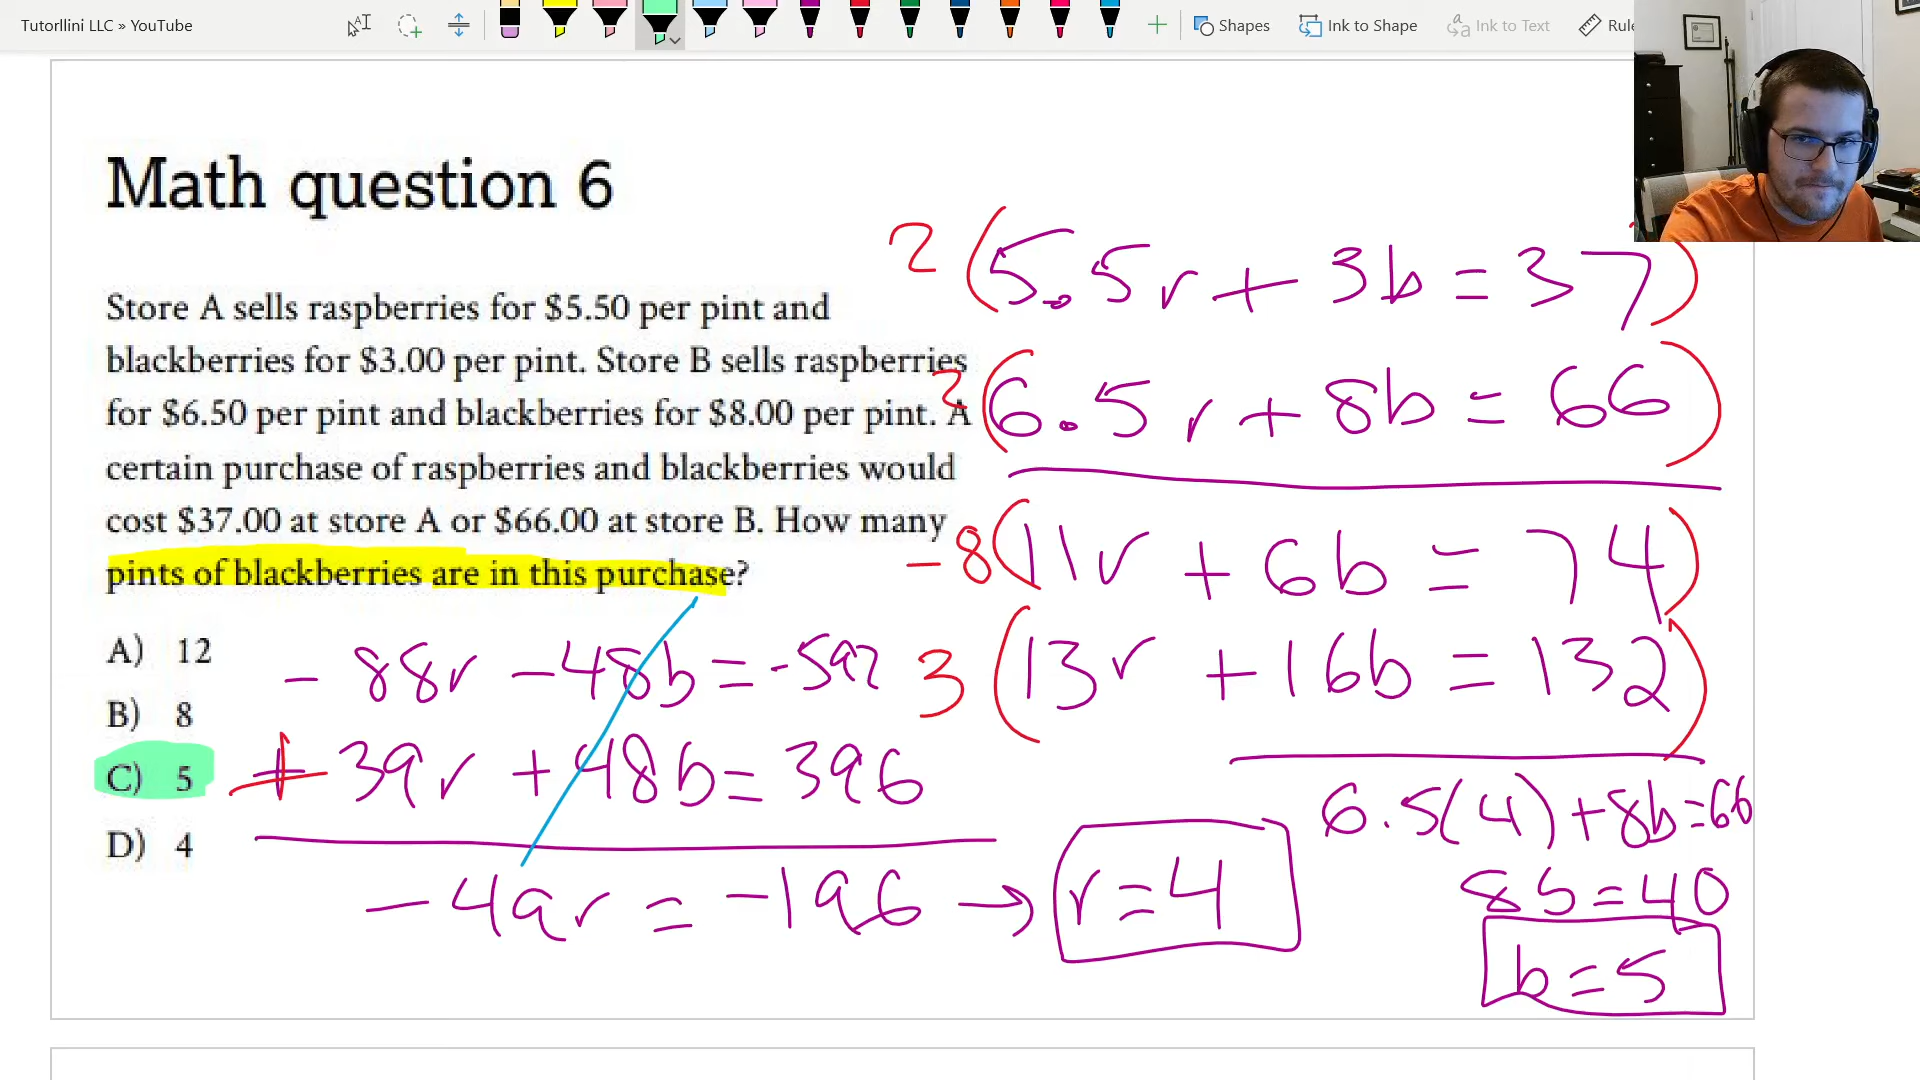 Tutorllini LLC » YouTube
Shapes
Ink to Shape
Ink to Text
Math question 6
Store A sells raspberries for $5.50 per pint and
blackberries for $3.00 per pint. Store B sells raspberries
for $6.50 per pint and blackberries for $8.00 per pint. A
certain purchase of raspberries and blackberries would
cost $37.00 at store A or $66.00 at store B. How many
pints of blackberries are in this purchase?
A) 12
B) 8
C) 5
D) 4
2(5.5r + 3b = 37)
(6.5r + 8b = 66)
-8(11r + 6b = 74)
3(13r + 16b = 132)
- 88r - 48b = -592
+ 39r + 48b = 396
- 49r = -196 → r = 4
6.5(4) + 8b = 66
8b = 40
b = 5